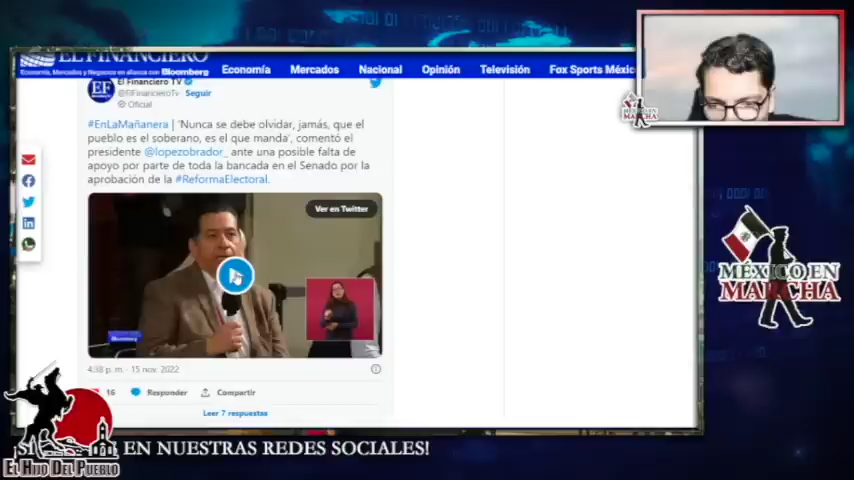 EL FINANCIERO
Economía, Mercados y Negocios en alianza con Bloomberg
Economía Mercados Nacional Opinión Televisión Fox Sports Méxic
El Financiero TV
@ElFinancieroTv Seguir
Oficial
#EnLaMañanera | 'Nunca se debe olvidar, jamás, que el
pueblo es el soberano, es el que manda', comentó el
presidente @lopezobrador_ ante una posible falta de
apoyo por parte de toda la bancada en el Senado por la
aprobación de la #ReformaElectoral.
Ver en Twitter
Bloomberg
4:38 p. m. · 15 nov. 2022
16 Responder Compartir
Leer 7 respuestas
MÉXICO EN
MARCHA
MÉXICO EN
MARCHA
EN NUESTRAS REDES SOCIALES!
EL HIJO DEL PUEBLO